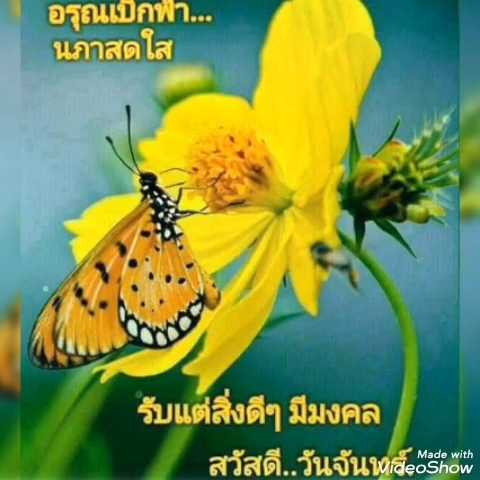 อรุณเบิกฟ้า...
นภาสดใส
รับแต่สิ่งดีๆ มีมงคล
สวัสดี..วันจันทร์.
Made with
VideoShow